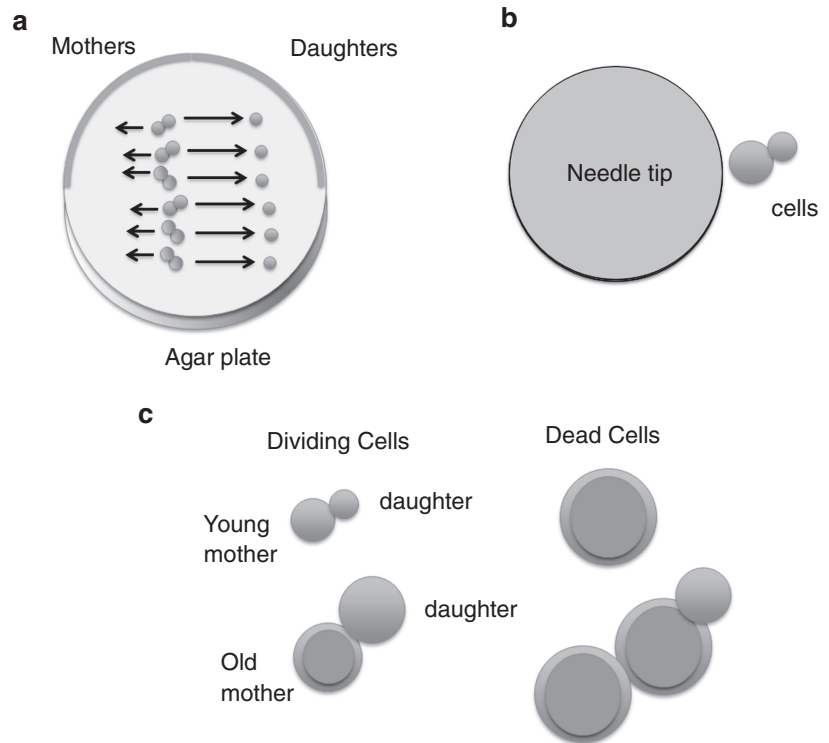 a
Mothers
Daughters
Agar plate
b
Needle tip
cells
c
Dividing Cells
Dead Cells
Young
mother
daughter
Old
mother
daughter